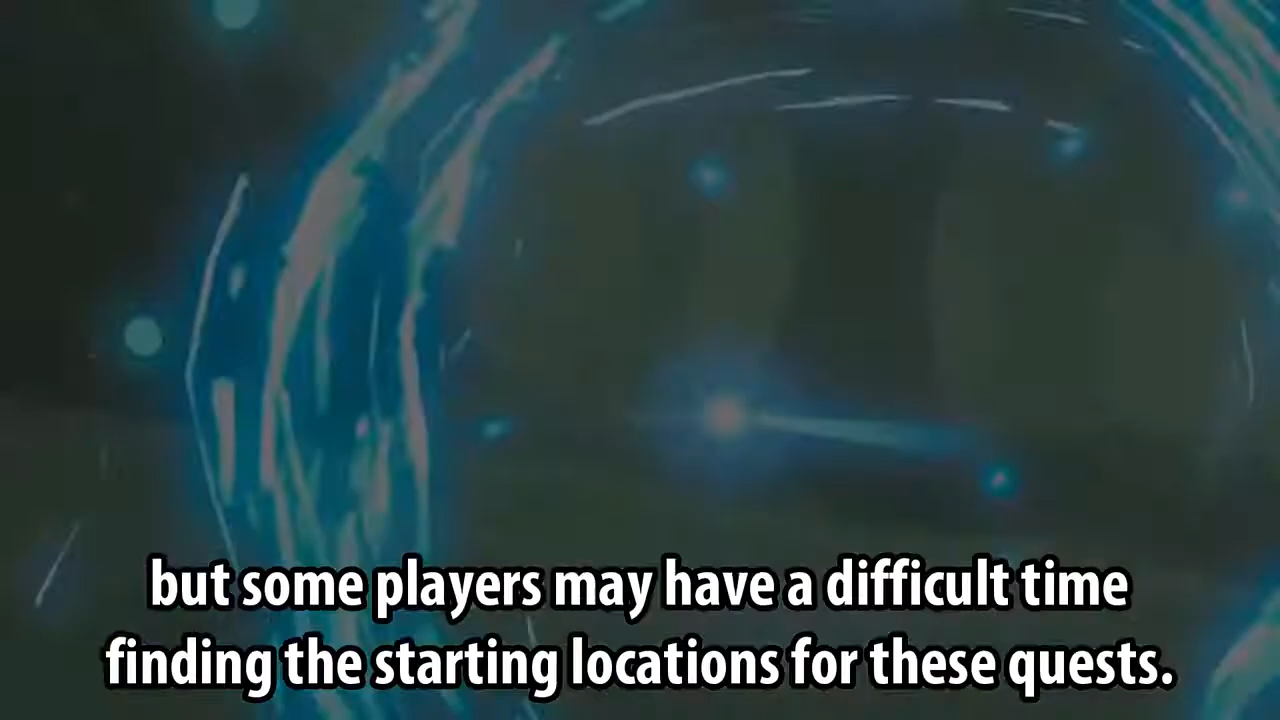 but some players may have a difficult time
finding the starting locations for these quests.